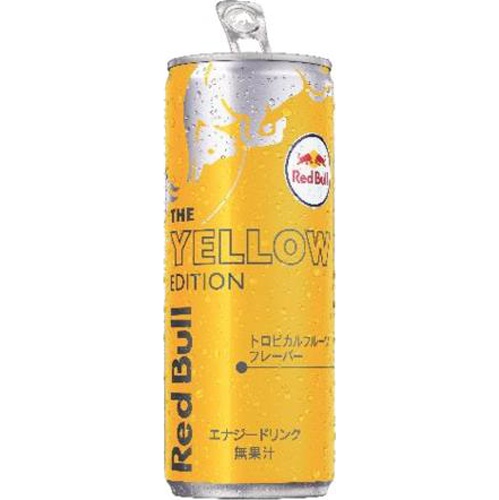 Red Bull
THE
YELLOW
EDITION
トロピカルフルーツ
フレーバー
Red Bull
エナジードリンク
無果汁